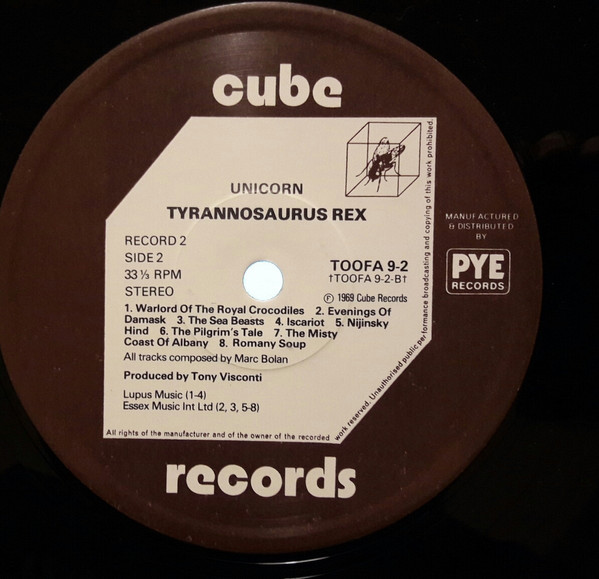 cube
UNICORN
TYRANNOSAURUS REX
RECORD 2
SIDE 2
33 ⅓ RPM
STEREO
TOOFA 9-2
†TOOFA 9-2-B†
Ⓟ 1969 Cube Records
1. Warlord Of The Royal Crocodiles 2. Evenings Of
Damask 3. The Sea Beasts 4. Iscariot 5. Nijinsky
Hind 6. The Pilgrim's Tale 7. The Misty
Coast Of Albany 8. Romany Soup
All tracks composed by Marc Bolan
Produced by Tony Visconti
Lupus Music (1-4)
Essex Music Int Ltd (2, 3, 5-8)
All rights of the manufacturer and of the owner of the recorded
work reserved. Unauthorised public performance broadcasting and copying of this work prohibited.
MANUFACTURED
& DISTRIBUTED
BY
PYE
RECORDS
records